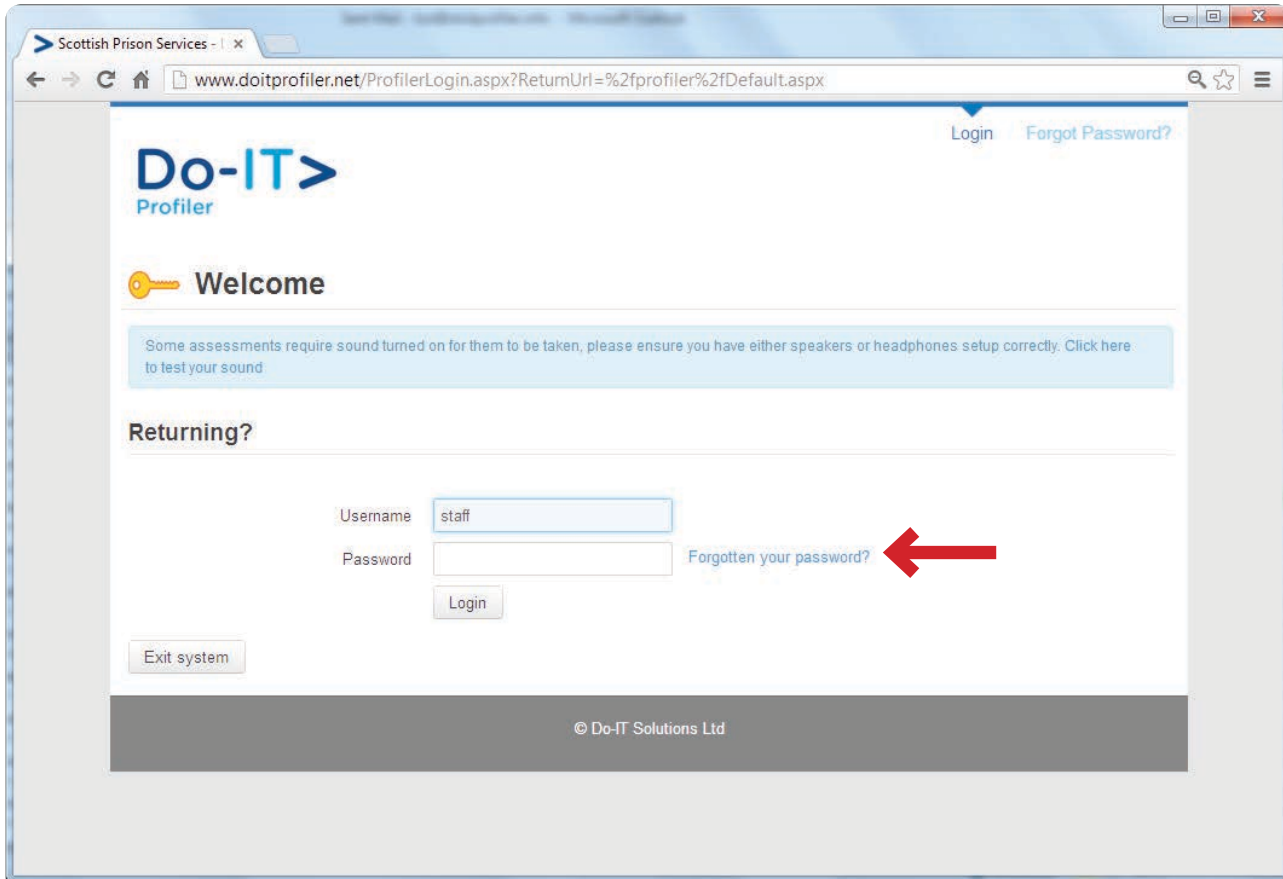 Scottish Prison Services -
www.doitprofiler.net/ProfilerLogin.aspx?ReturnUrl=%2fprofiler%2fDefault.aspx
Login Forgot Password?
Do-IT>
Profiler
Welcome
Some assessments require sound turned on for them to be taken, please ensure you have either speakers or headphones setup correctly. Click here
to test your sound
Returning?
Username staff
Password Forgotten your password?
Login
Exit system
© Do-IT Solutions Ltd